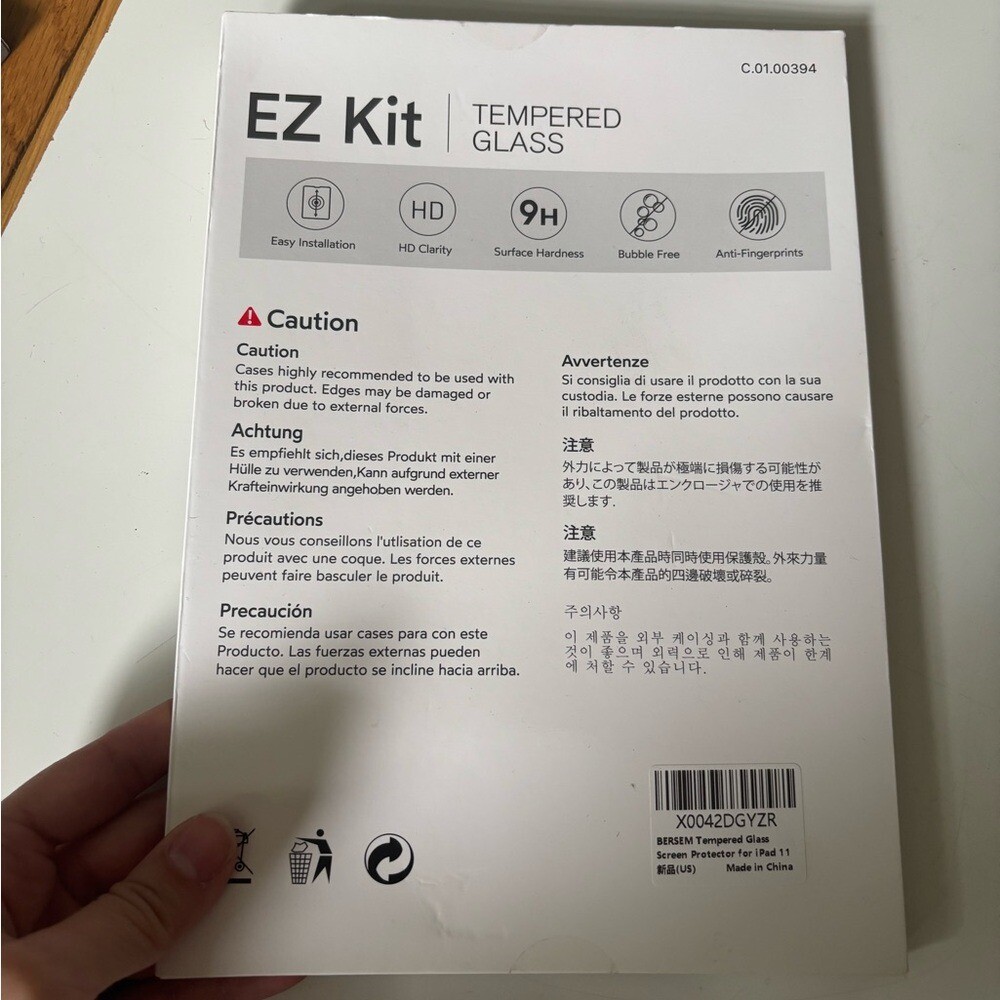 C.01.00394
EZ Kit
TEMPERED
GLASS
HD
9H
Easy Installation
HD Clarity
Surface Hardness
Bubble Free
Anti-Fingerprints
Caution
Caution
Cases highly recommended to be used with
this product. Edges may be damaged or
broken due to external forces.
Achtung
Es empfiehlt sich,dieses Produkt mit einer
Hülle zu verwenden,Kann aufgrund externer
Krafteinwirkung angehoben werden.
Précautions
Nous vous conseillons l'utlisation de ce
produit avec une coque. Les forces externes
peuvent faire basculer le produit.
Precaución
Se recomienda usar cases para con este
Producto. Las fuerzas externas pueden
hacer que el producto se incline hacia arriba.
Avvertenze
Si consiglia di usare il prodotto con la sua
custodia. Le forze esterne possono causare
il ribaltamento del prodotto.
注意
外力によって製品が極端に損傷する可能性が
あり、この製品はエンクロージャでの使用を推
奨します.
注意
建議使用本產品時同時使用保護殼。外來力量
有可能令本產品的四邊破壞或碎裂。
주의사항
이 제품을 외부 케이싱과 함께 사용하는
것이 좋으며 외력으로 인해 제품이 한계
에 처할 수 있습니다.
X0042DGYZR
BERSEM Tempered Glass
Screen Protector for iPad 11
新品(US) Made in China